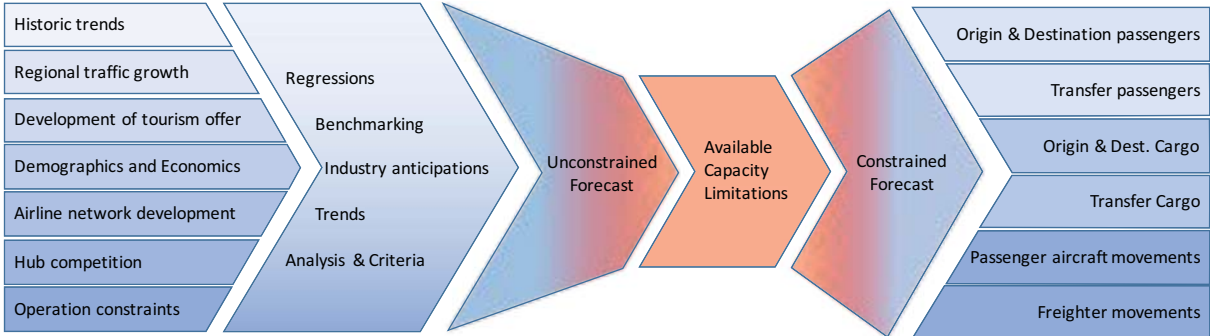 Historic trends
Regional traffic growth
Development of tourism offer
Demographics and Economics
Airline network development
Hub competition
Operation constraints
Regressions
Benchmarking
Industry anticipations
Trends
Analysis & Criteria
Unconstrained
Forecast
Available
Capacity
Limitations
Constrained
Forecast
Origin & Destination passengers
Transfer passengers
Origin & Dest. Cargo
Transfer Cargo
Passenger aircraft movements
Freighter movements